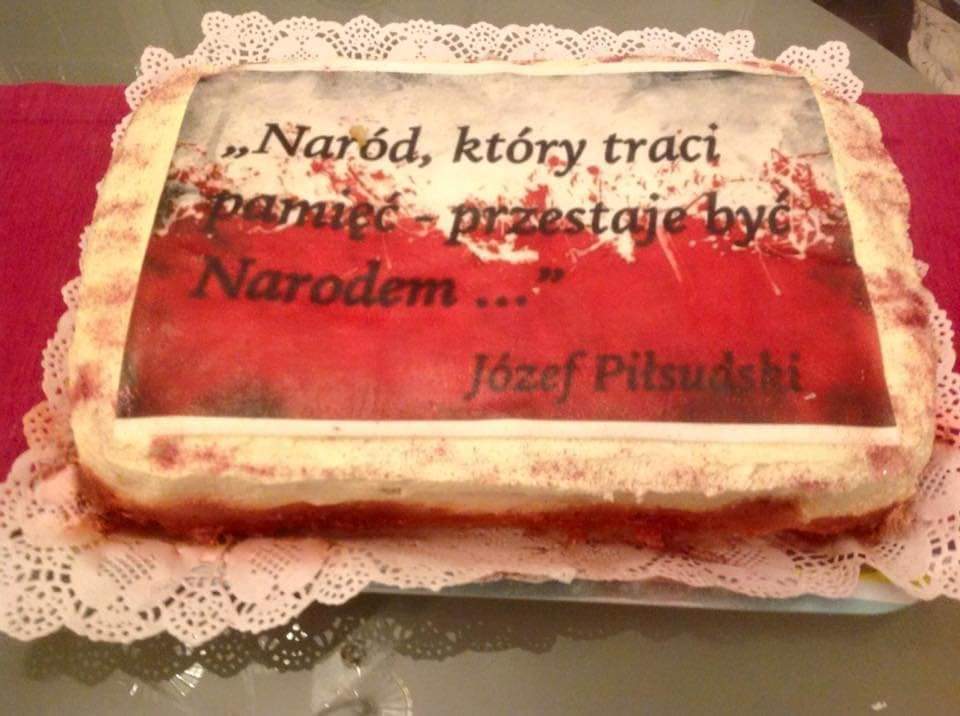 „Naród, który traci
pamięć - przestaje być
Narodem ...”
Józef Piłsudski